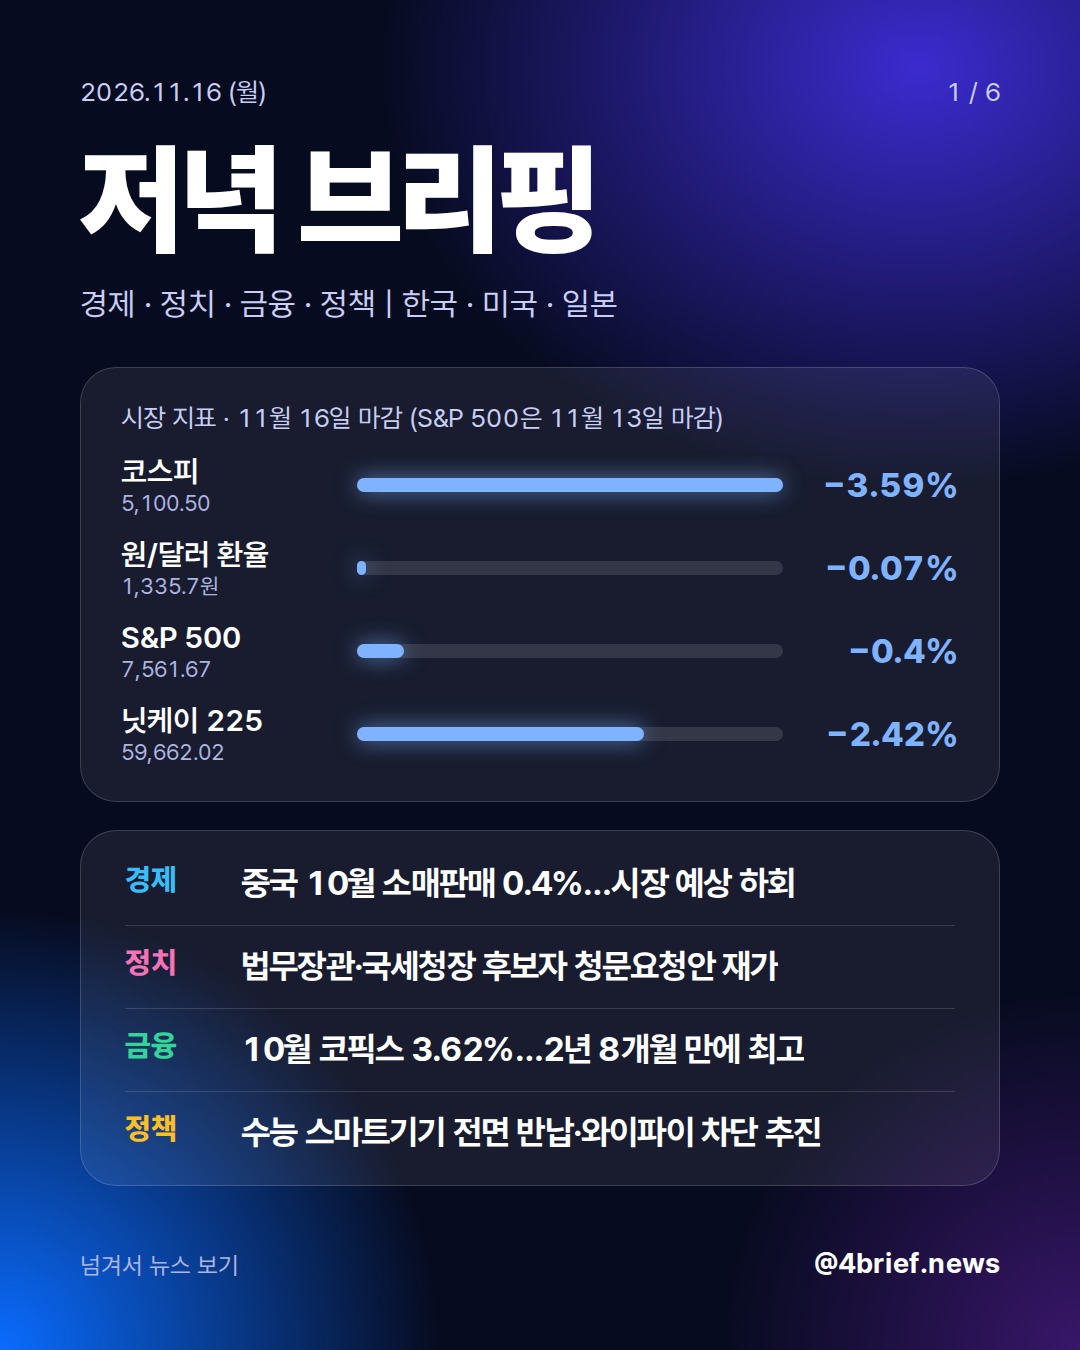 2026.11.16 (월)
1 / 6
저녁 브리핑
경제 · 정치 · 금융 · 정책 | 한국 · 미국 · 일본
시장 지표 · 11월 16일 마감 (S&P 500은 11월 13일 마감)
코스피
5,100.50
−3.59%
원/달러 환율
1,335.7원
−0.07%
S&P 500
7,561.67
−0.4%
닛케이 225
59,662.02
−2.42%
경제 중국 10월 소매판매 0.4%…시장 예상 하회
정치 법무장관·국세청장 후보자 청문요청안 재가
금융 10월 코픽스 3.62%…2년 8개월 만에 최고
정책 수능 스마트기기 전면 반납·와이파이 차단 추진
넘겨서 뉴스 보기
@4brief.news